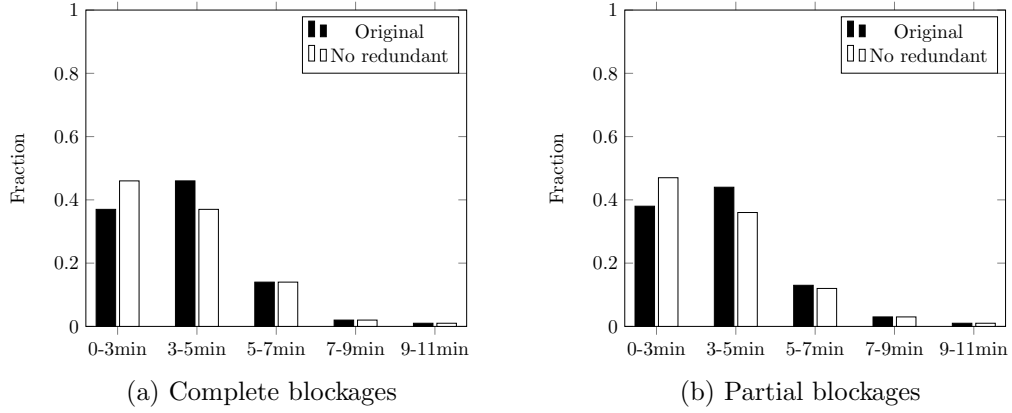 1
0.8
0.6
0.4
0.2
0
Fraction
Original
No redundant
0-3min 3-5min 5-7min 7-9min 9-11min
(a) Complete blockages
1
0.8
0.6
0.4
0.2
0
Fraction
Original
No redundant
0-3min 3-5min 5-7min 7-9min 9-11min
(b) Partial blockages